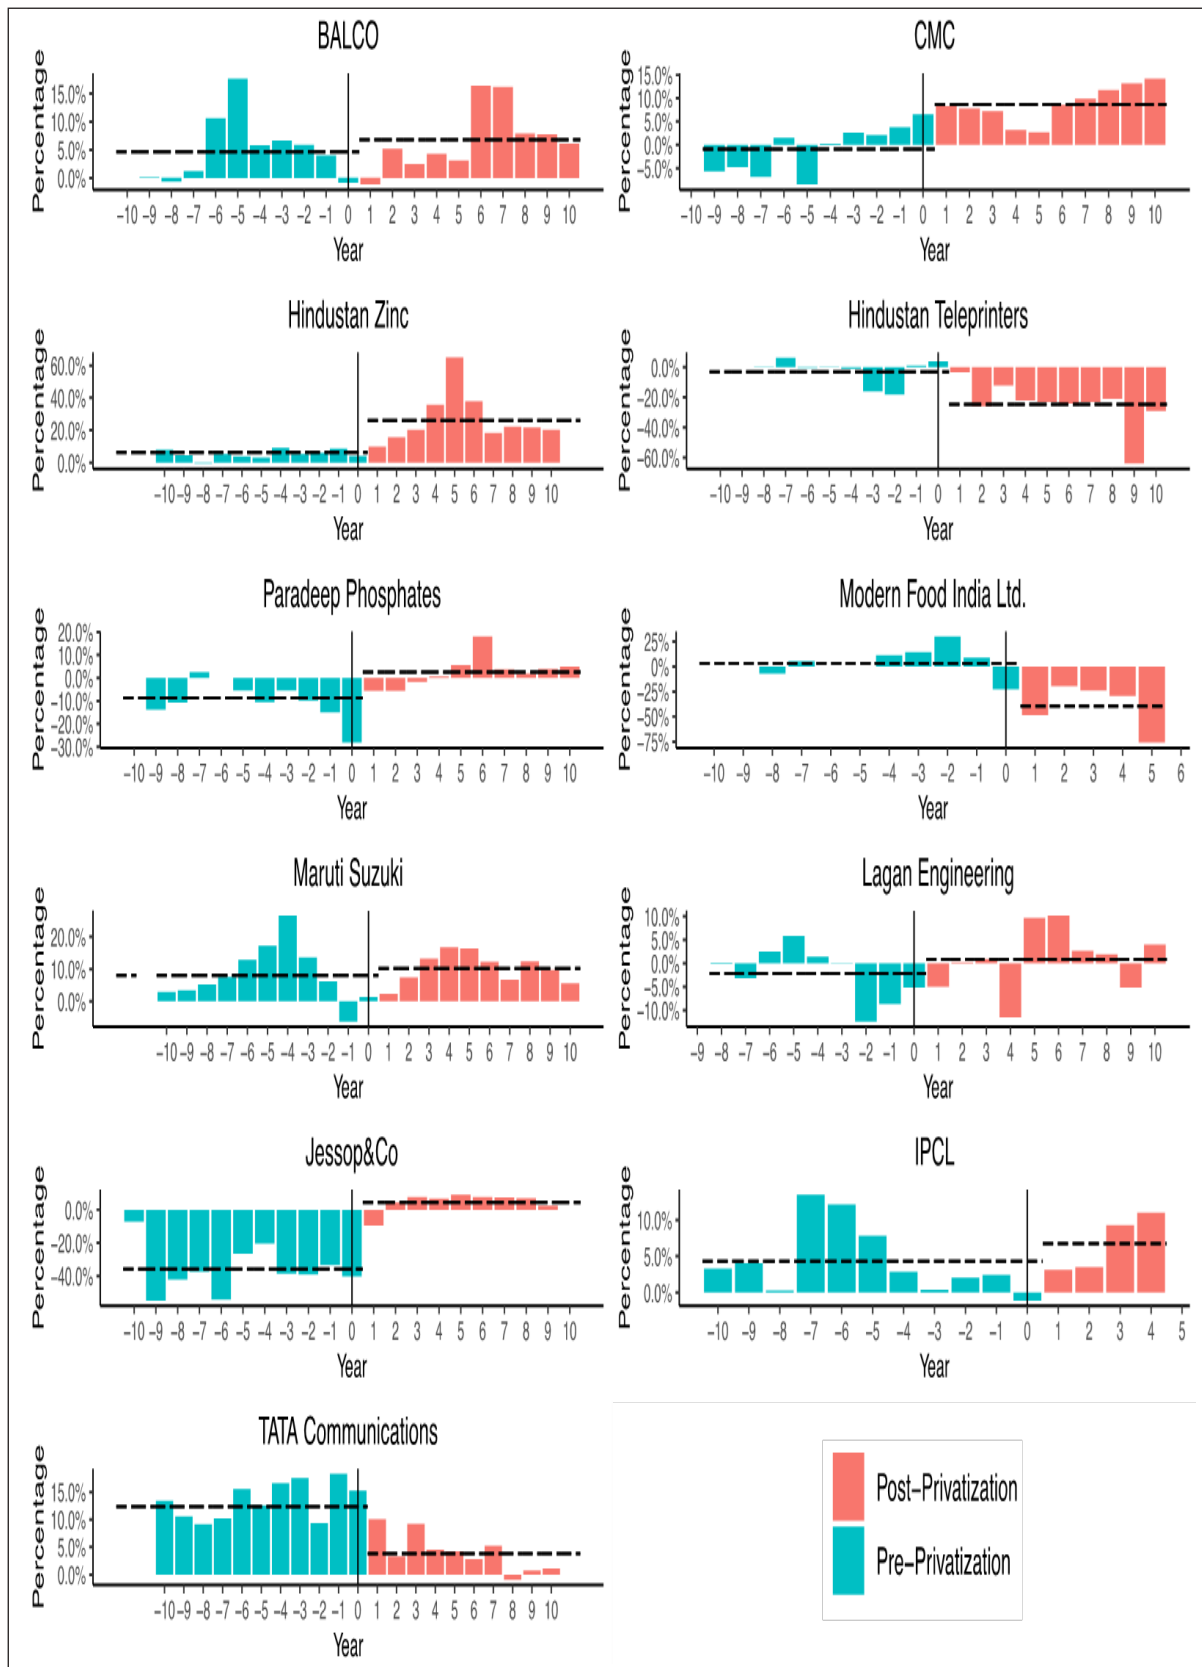 BALCO
Percentage
15.0%
10.0%
5.0%
0.0%
−10 −9 −8 −7 −6 −5 −4 −3 −2 −1 0 1 2 3 4 5 6 7 8 9 10
Year
CMC
Percentage
15.0%
10.0%
5.0%
0.0%
−5.0%
−10 −9 −8 −7 −6 −5 −4 −3 −2 −1 0 1 2 3 4 5 6 7 8 9 10
Year
Hindustan Zinc
Percentage
60.0%
40.0%
20.0%
0.0%
−10 −9 −8 −7 −6 −5 −4 −3 −2 −1 0 1 2 3 4 5 6 7 8 9 10
Year
Hindustan Teleprinters
Percentage
0.0%
−20.0%
−40.0%
−60.0%
−10 −9 −8 −7 −6 −5 −4 −3 −2 −1 0 1 2 3 4 5 6 7 8 9 10
Year
Paradeep Phosphates
Percentage
20.0%
10.0%
0.0%
−10.0%
−20.0%
−30.0%
−10 −9 −8 −7 −6 −5 −4 −3 −2 −1 0 1 2 3 4 5 6 7 8 9 10
Year
Modern Food India Ltd.
Percentage
25%
0%
−25%
−50%
−75%
−10 −9 −8 −7 −6 −5 −4 −3 −2 −1 0 1 2 3 4 5 6
Year
Maruti Suzuki
Percentage
20.0%
10.0%
0.0%
−10 −9 −8 −7 −6 −5 −4 −3 −2 −1 0 1 2 3 4 5 6 7 8 9 10
Year
Lagan Engineering
Percentage
10.0%
5.0%
0.0%
−5.0%
−10.0%
−9 −8 −7 −6 −5 −4 −3 −2 −1 0 1 2 3 4 5 6 7 8 9 10
Year
Jessop&Co
Percentage
0.0%
−20.0%
−40.0%
−10 −9 −8 −7 −6 −5 −4 −3 −2 −1 0 1 2 3 4 5 6 7 8 9 10
Year
IPCL
Percentage
10.0%
5.0%
0.0%
−10 −9 −8 −7 −6 −5 −4 −3 −2 −1 0 1 2 3 4 5
Year
TATA Communications
Percentage
15.0%
10.0%
5.0%
0.0%
−10 −9 −8 −7 −6 −5 −4 −3 −2 −1 0 1 2 3 4 5 6 7 8 9 10
Year
Post−Privatization
Pre−Privatization